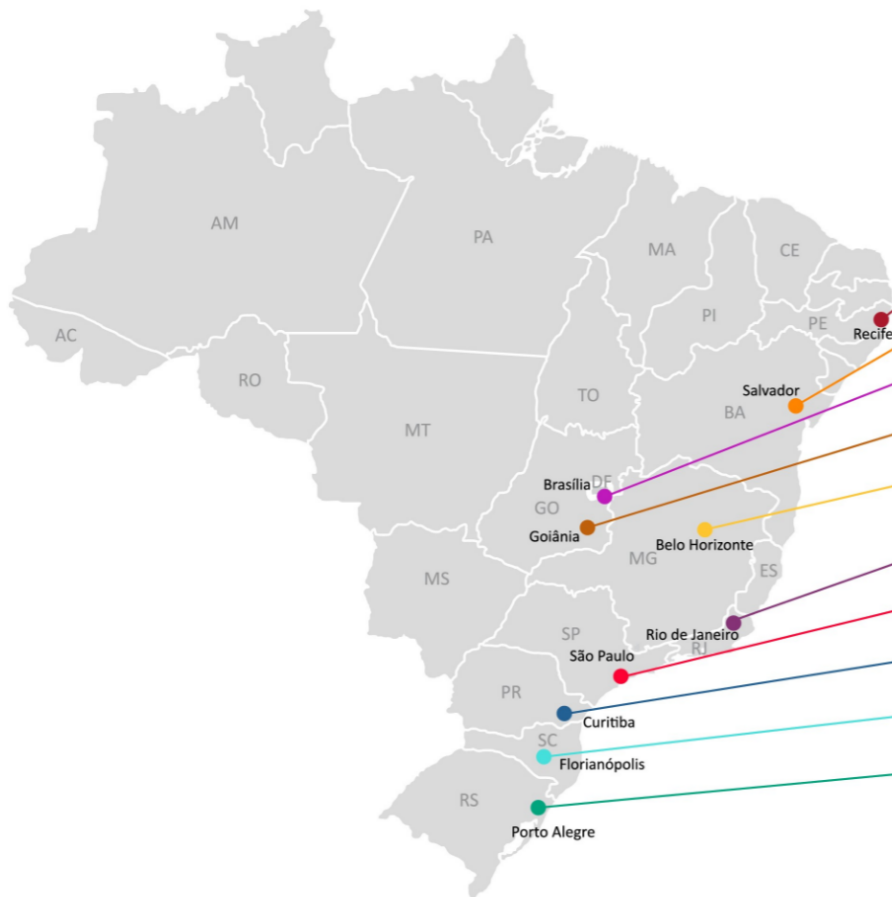 AM
PA
MA
CE
PI
PE
Recife
AC
RO
TO
Salvador
BA
MT
Brasília
DF
GO
Goiânia
Belo Horizonte
MG
ES
MS
SP
Rio de Janeiro
RJ
São Paulo
PR
Curitiba
SC
Florianópolis
RS
Porto Alegre